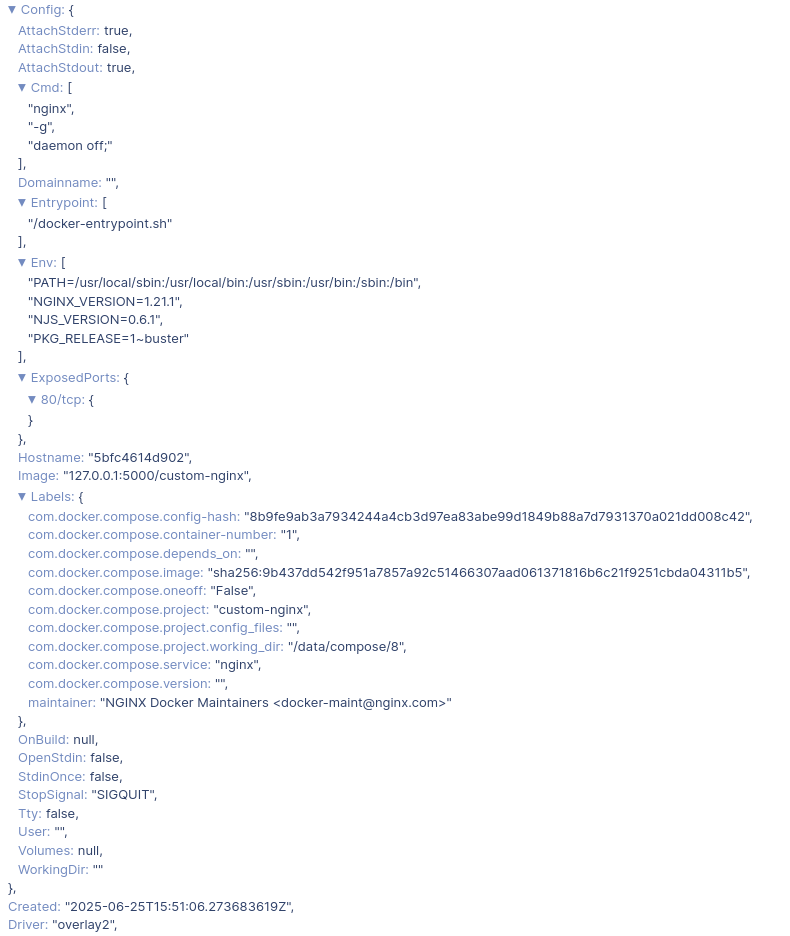 ▼ Config: {
AttachStderr: true,
AttachStdin: false,
AttachStdout: true,
▼ Cmd: [
"nginx",
"-g",
"daemon off;"
],
Domainname: "",
▼ Entrypoint: [
"/docker-entrypoint.sh"
],
▼ Env: [
"PATH=/usr/local/sbin:/usr/local/bin:/usr/sbin:/usr/bin:/sbin:/bin",
"NGINX_VERSION=1.21.1",
"NJS_VERSION=0.6.1",
"PKG_RELEASE=1~buster"
],
▼ ExposedPorts: {
▼ 80/tcp: {
}
},
Hostname: "5bfc4614d902",
Image: "127.0.0.1:5000/custom-nginx",
▼ Labels: {
com.docker.compose.config-hash: "8b9fe9ab3a7934244a4cb3d97ea83abe99d1849b88a7d7931370a021dd008c42",
com.docker.compose.container-number: "1",
com.docker.compose.depends_on: "",
com.docker.compose.image: "sha256:9b437dd542f951a7857a92c51466307aad061371816b6c21f9251cbda04311b5",
com.docker.compose.oneoff: "False",
com.docker.compose.project: "custom-nginx",
com.docker.compose.project.config_files: "",
com.docker.compose.project.working_dir: "/data/compose/8",
com.docker.compose.service: "nginx",
com.docker.compose.version: "",
maintainer: "NGINX Docker Maintainers <docker-maint@nginx.com>"
},
OnBuild: null,
OpenStdin: false,
StdinOnce: false,
StopSignal: "SIGQUIT",
Tty: false,
User: "",
Volumes: null,
WorkingDir: ""
},
Created: "2025-06-25T15:51:06.273683619Z",
Driver: "overlay2",